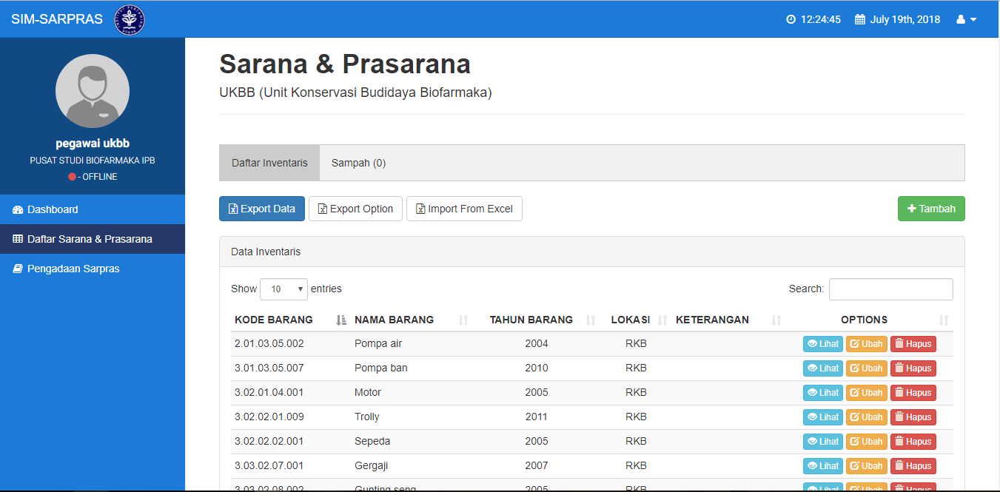 SIM-SARPRAS
12:24:45 July 19th, 2018
pegawai ukbb
PUSAT STUDI BIOFARMAKA IPB
- OFFLINE
Dashboard
Daftar Sarana & Prasarana
Pengadaan Sarpras
Sarana & Prasarana
UKBB (Unit Konservasi Budidaya Biofarmaka)
Daftar Inventaris Sampah (0)
Export Data Export Option Import From Excel Tambah
Data Inventaris
Show 10 entries Search:
KODE BARANG NAMA BARANG TAHUN BARANG LOKASI KETERANGAN OPTIONS
2.01.03.05.002 Pompa air 2004 RKB Lihat Ubah Hapus
3.01.03.05.007 Pompa ban 2010 RKB Lihat Ubah Hapus
3.02.01.04.001 Motor 2005 RKB Lihat Ubah Hapus
3.02.02.01.009 Trolly 2011 RKB Lihat Ubah Hapus
3.02.02.02.001 Sepeda 2005 RKB Lihat Ubah Hapus
3.03.02.07.001 Gergaji 2007 RKB Lihat Ubah Hapus
3.03.02.08.002 Gunting seng 2005 RKB Lihat Ubah Hapus